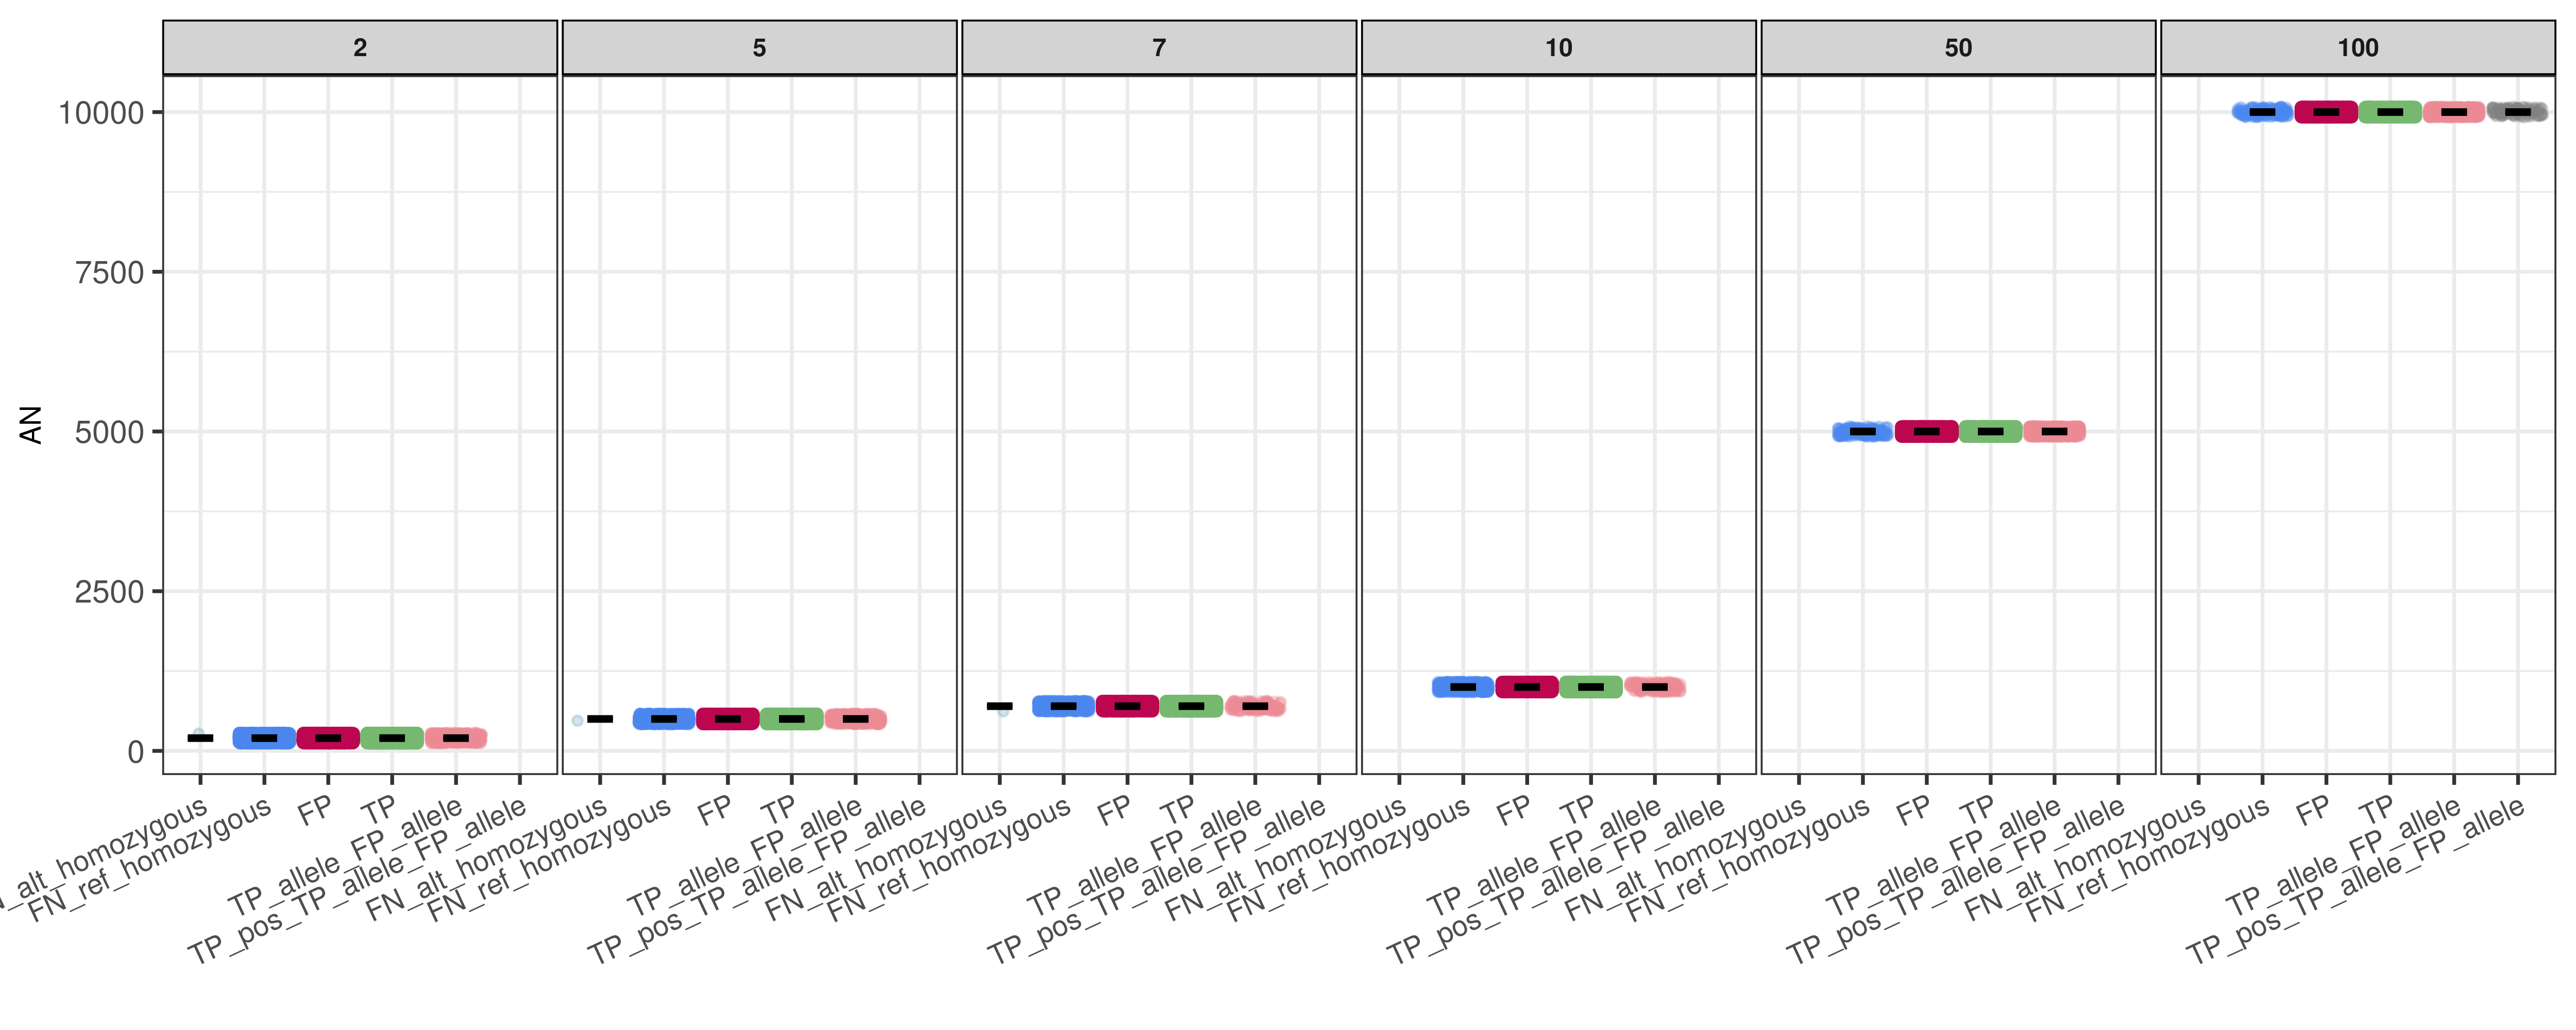 2 5 7 10 50 100
AN
10000
7500
5000
2500
0
_alt_homozygous FN_ref_homozygous FP TP TP_allele_FP_allele TP_pos_TP_allele_FP_allele
FN_alt_homozygous FN_ref_homozygous FP TP TP_allele_FP_allele TP_pos_TP_allele_FP_allele
FN_alt_homozygous FN_ref_homozygous FP TP TP_allele_FP_allele TP_pos_TP_allele_FP_allele
FN_alt_homozygous FN_ref_homozygous FP TP TP_allele_FP_allele TP_pos_TP_allele_FP_allele
FN_alt_homozygous FN_ref_homozygous FP TP TP_allele_FP_allele TP_pos_TP_allele_FP_allele
FN_alt_homozygous FN_ref_homozygous FP TP TP_allele_FP_allele TP_pos_TP_allele_FP_allele